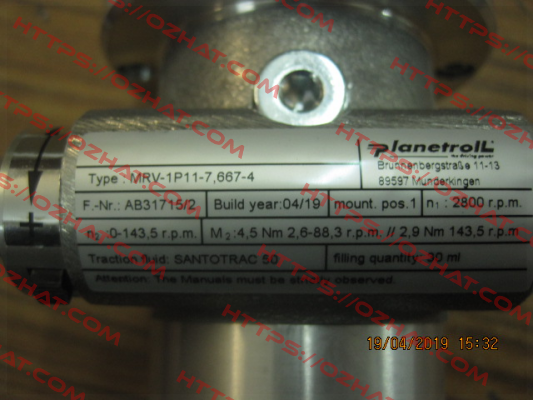 PlanetrolL
Brunnenbergstraße 11-13
89597 Munderkingen
Type : MRV-1P11-7,667-4
F.-Nr.: AB31715/2 Build year:04/19 mount. pos.1 n₁ : 2800 r.p.m.
n₂ :0-143,5 r.p.m. M₂ :4,5 Nm 2,6-88,3 r.p.m. // 2,9 Nm 143,5 r.p.m.
Traction fluid: SANTOTRAC 50 filling quantity: 90 ml
Attention: The Manuals must be strictly observed.
19/04/2019 15:32
HTTPS://OZHAT.COM